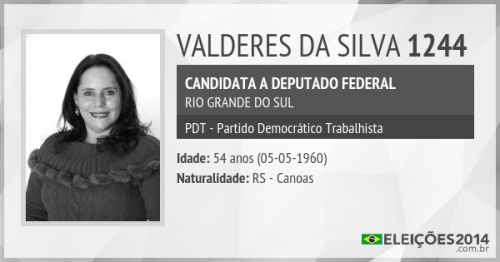 VALDERES DA SILVA 1244
CANDIDATA A DEPUTADO FEDERAL
RIO GRANDE DO SUL
PDT - Partido Democrático Trabalhista
Idade: 54 anos (05-05-1960)
Naturalidade: RS - Canoas
ELEIÇÕES2014
.com.br